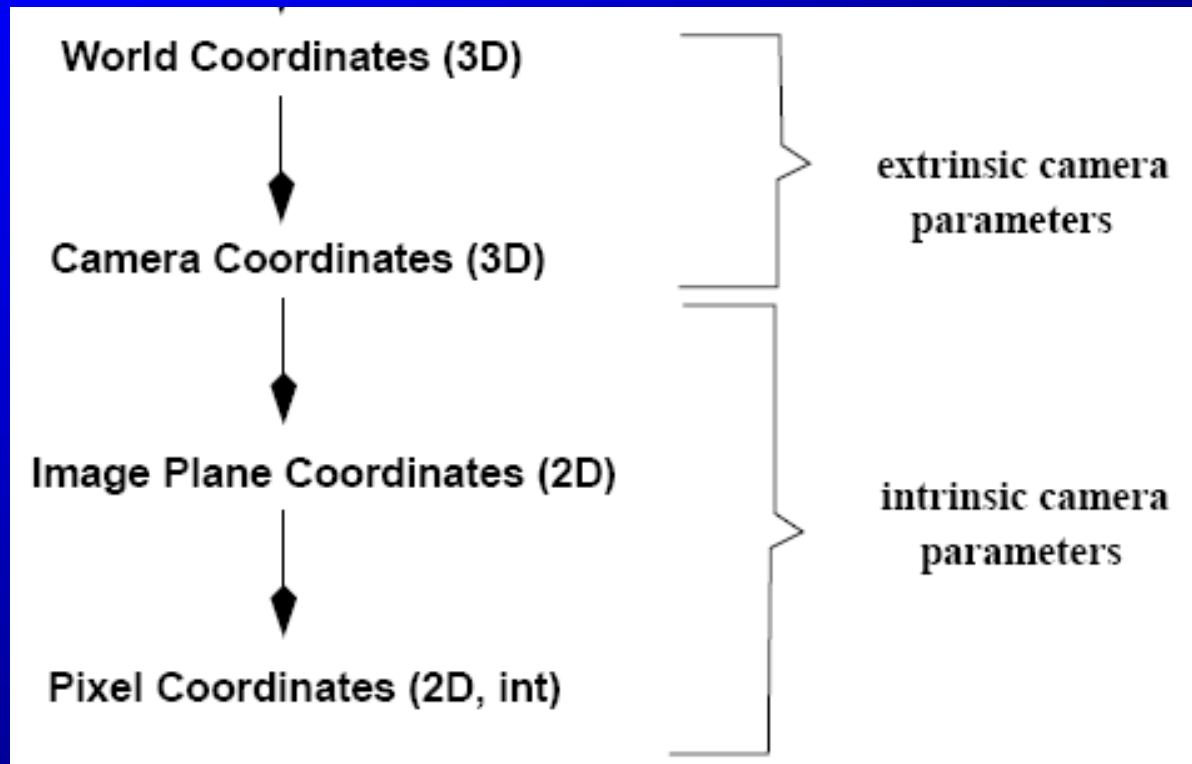 World Coordinates (3D)
extrinsic camera
parameters
Camera Coordinates (3D)
Image Plane Coordinates (2D)
intrinsic camera
parameters
Pixel Coordinates (2D, int)